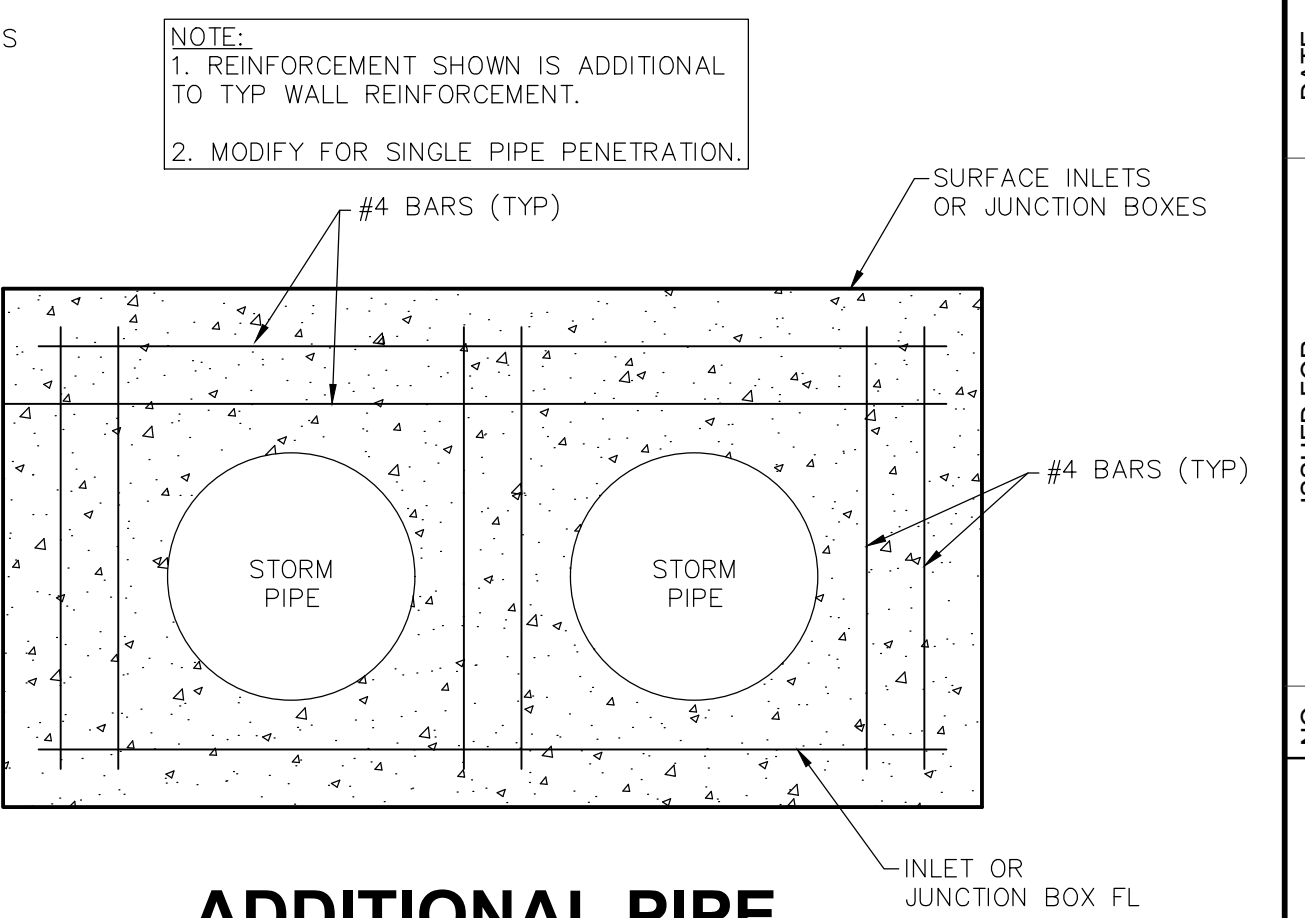 S
NOTE:
1. REINFORCEMENT SHOWN IS ADDITIONAL
TO TYP WALL REINFORCEMENT.
2. MODIFY FOR SINGLE PIPE PENETRATION.
#4 BARS (TYP)
SURFACE INLETS
OR JUNCTION BOXES
#4 BARS (TYP)
STORM
PIPE
STORM
PIPE
INLET OR
JUNCTION BOX FL
ADDITIONAL PIPE